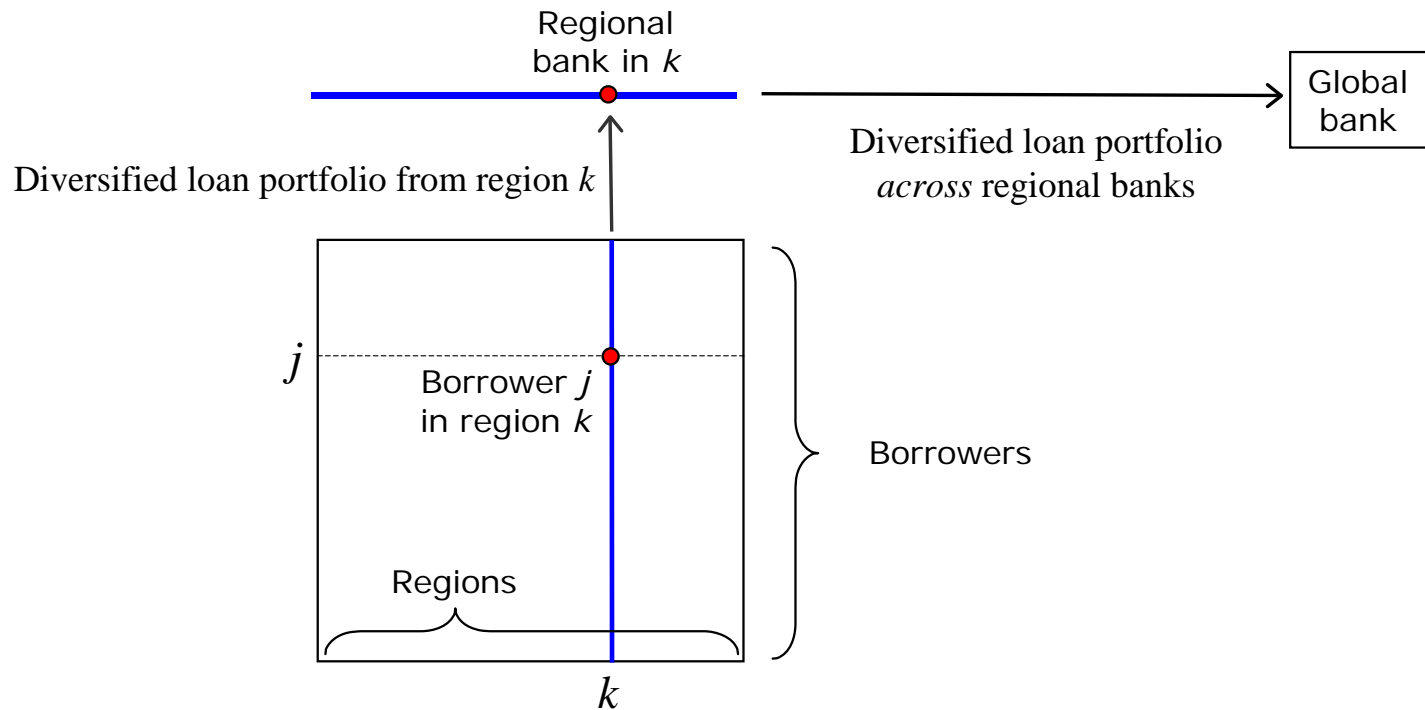 Regional
bank in k
Global
bank
Diversified loan portfolio
across regional banks
Diversified loan portfolio from region k
j
Borrower j
in region k
Borrowers
Regions
k